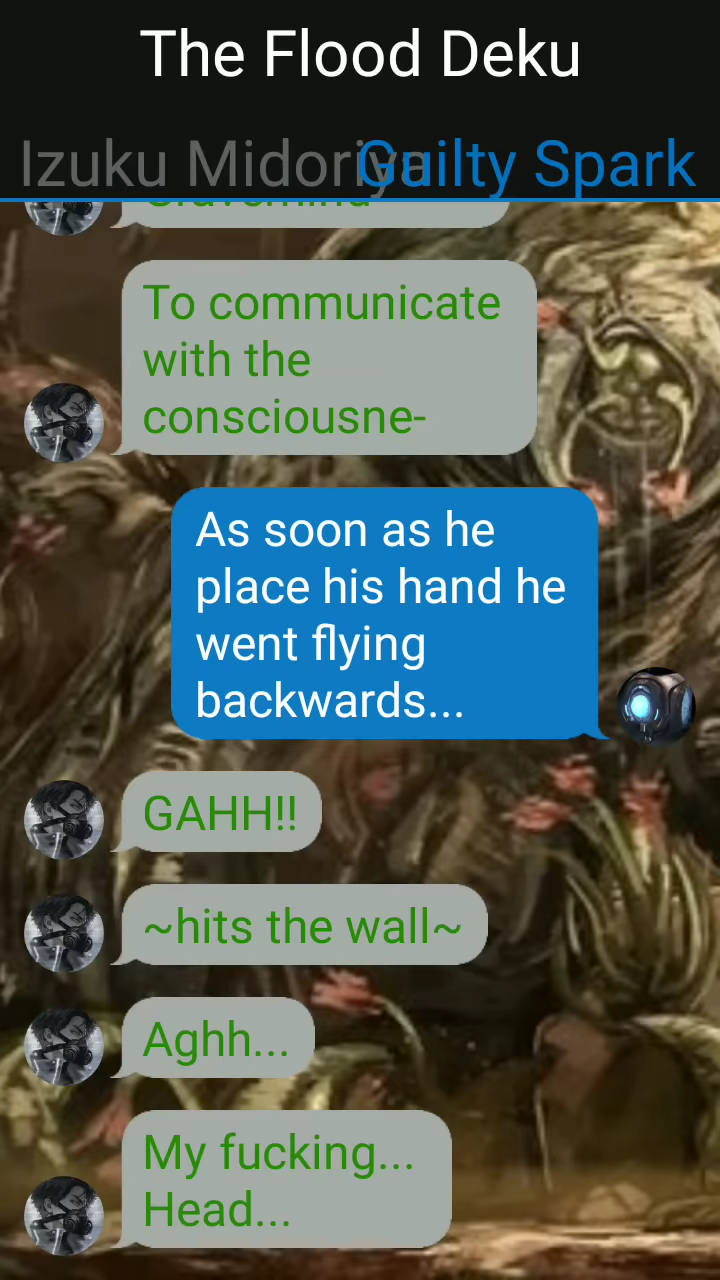 The Flood Deku
Izuku Midoriya Guilty Spark
Gravemind
To communicate
with the
consciousne-
As soon as he
place his hand he
went flying
backwards...
GAHH!!
~hits the wall~
Aghh...
My fucking...
Head...